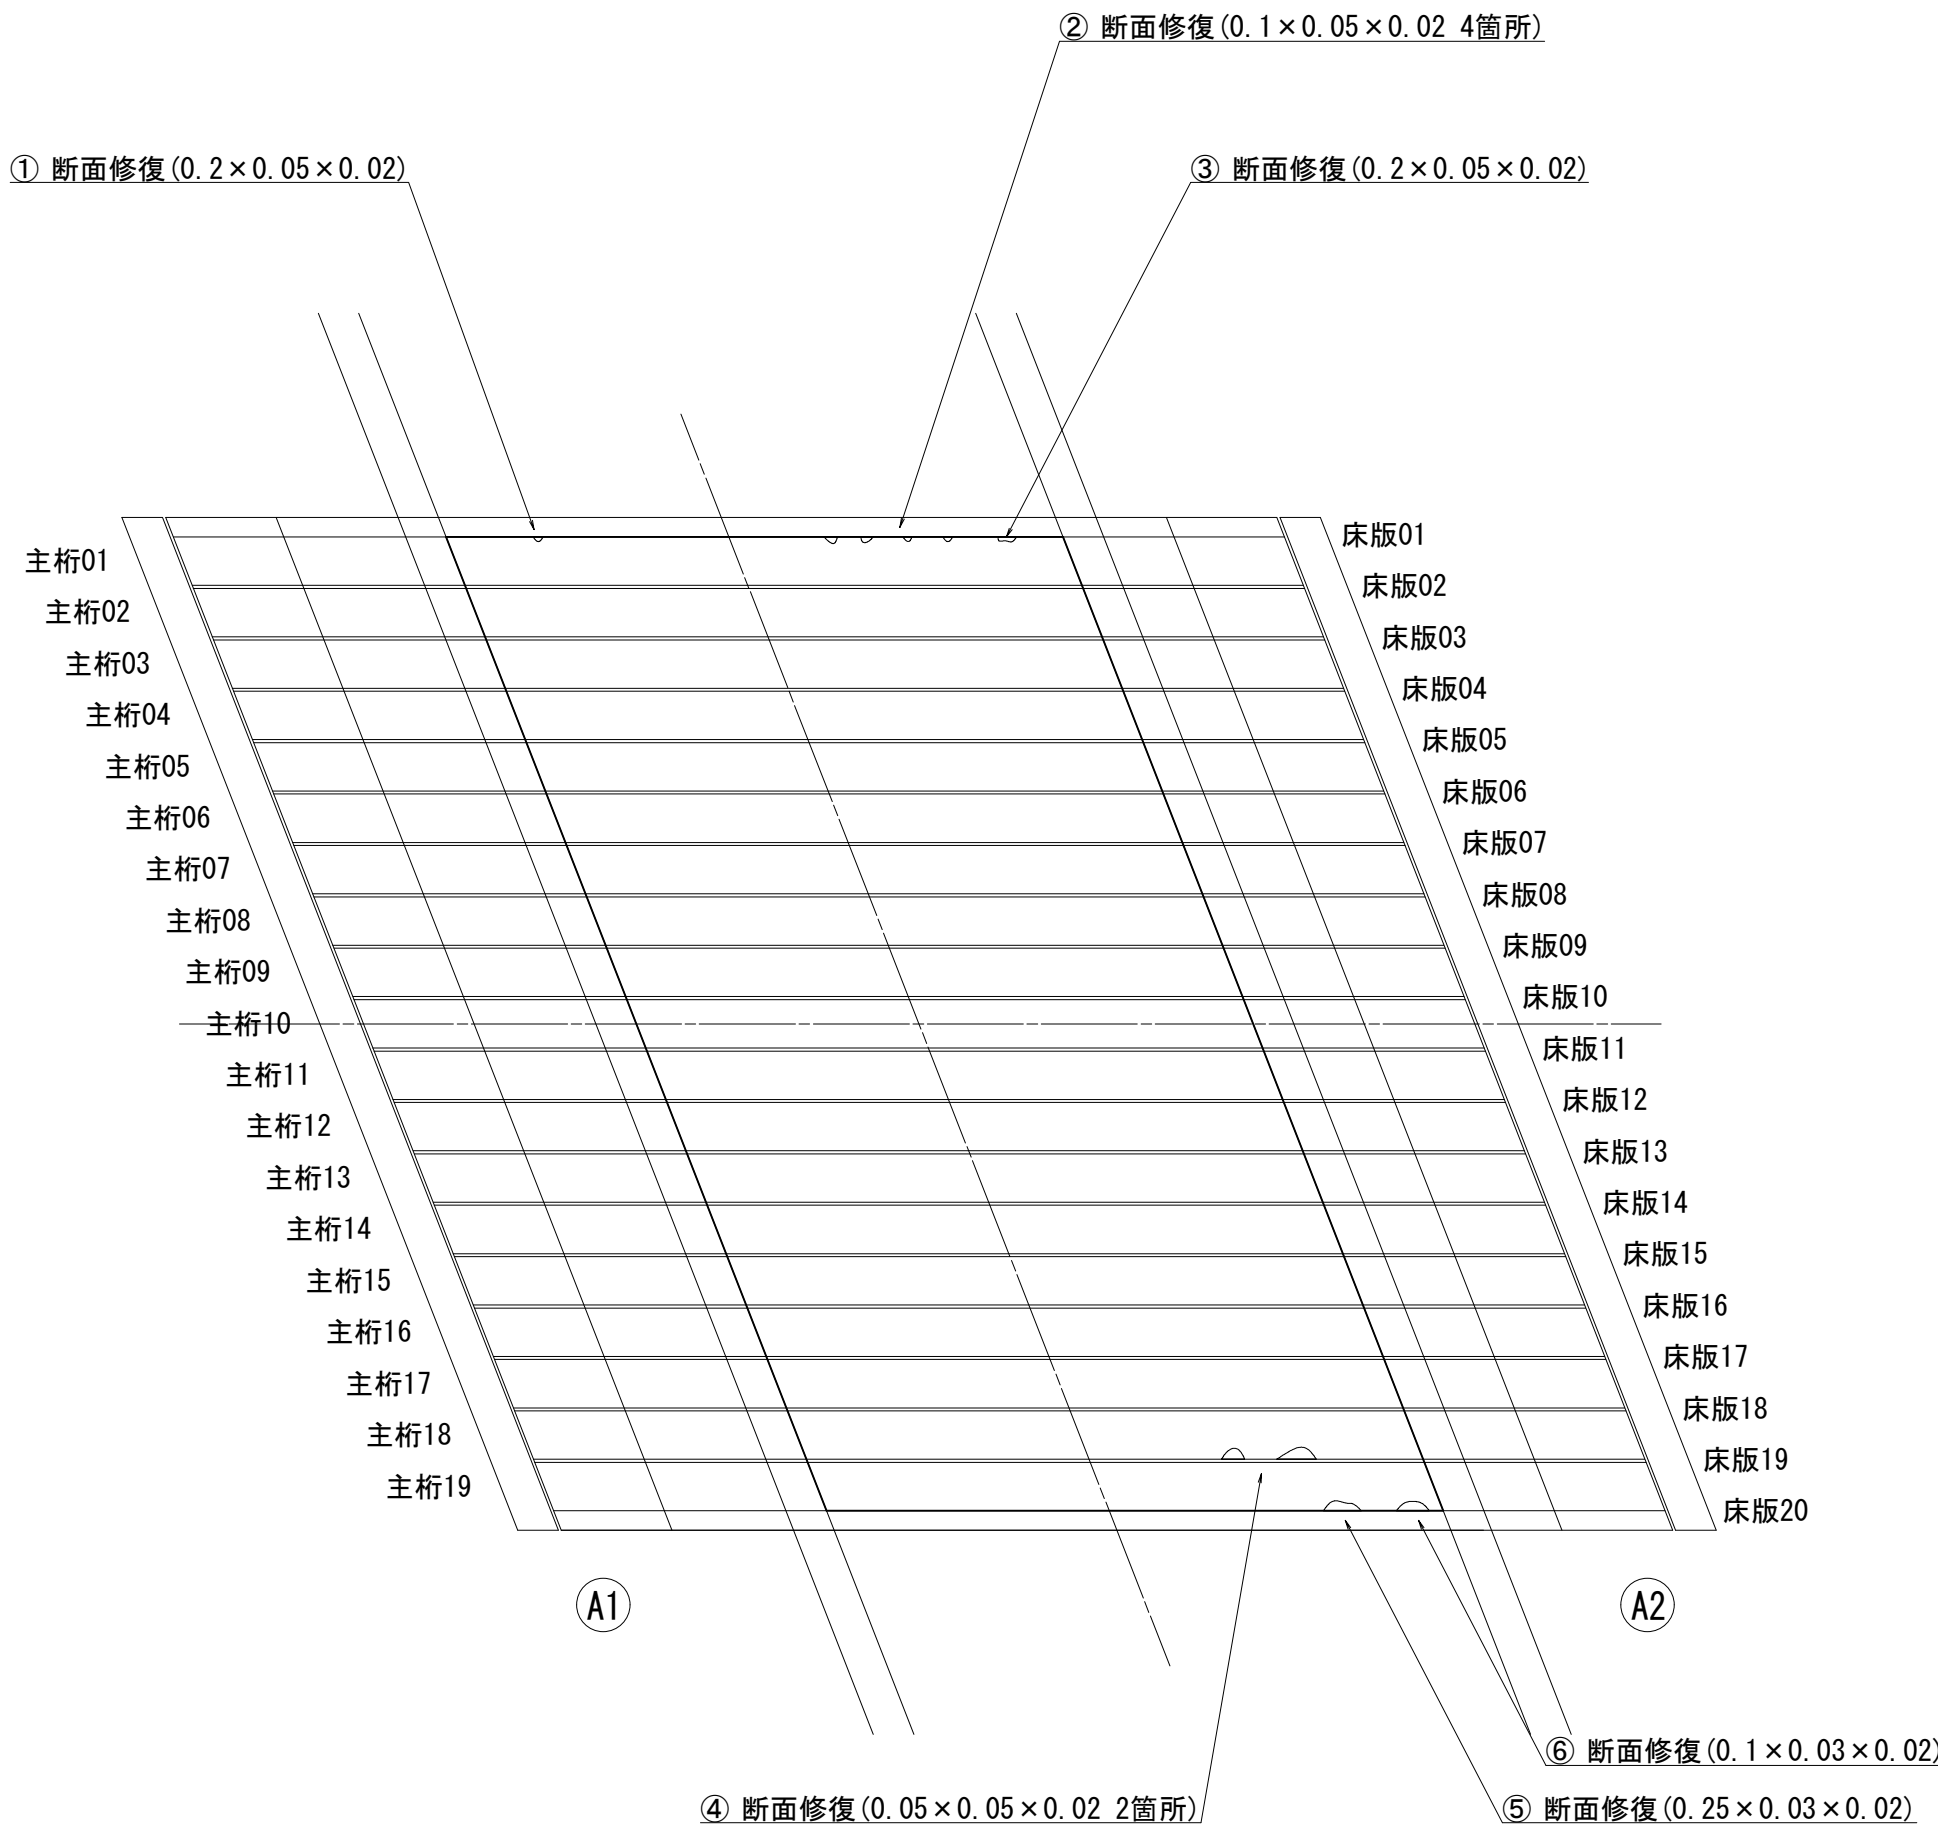 ② 断面修復(0.1×0.05×0.02 4箇所)
① 断面修復(0.2×0.05×0.02)
③ 断面修復(0.2×0.05×0.02)
床版01
主桁01
床版02
主桁02
床版03
主桁03
床版04
主桁04
床版05
主桁05
床版06
主桁06
床版07
主桁07
床版08
主桁08
床版09
主桁09
床版10
主桁10
床版11
主桁11
床版12
主桁12
床版13
主桁13
床版14
主桁14
床版15
主桁15
床版16
主桁16
床版17
主桁17
床版18
主桁18
床版19
主桁19
床版20
A1
A2
⑥ 断面修復(0.1×0.03×0.02)
④ 断面修復(0.05×0.05×0.02 2箇所)
⑤ 断面修復(0.25×0.03×0.02)